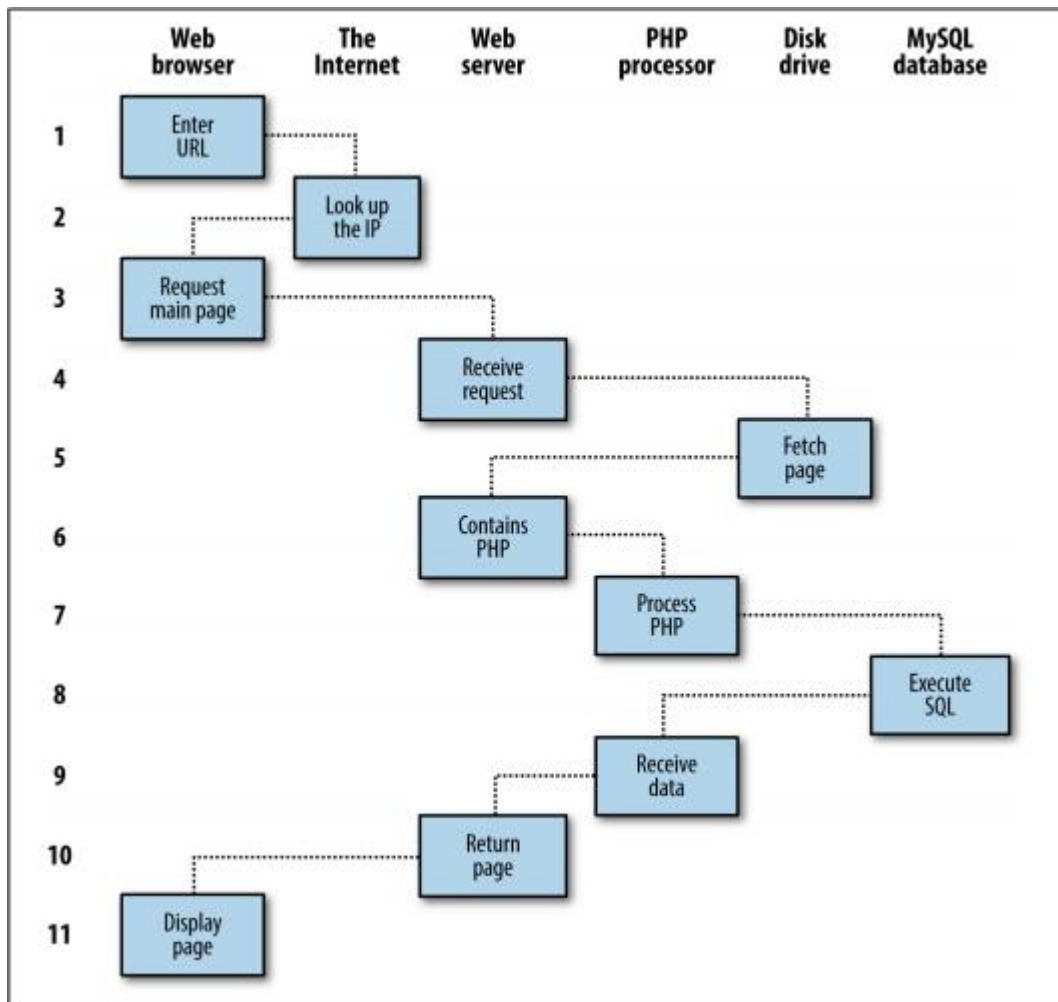 Web The Web PHP Disk MySQL
browser Internet server processor drive database
1 Enter
URL
2 Look up
the IP
3 Request
main page
4 Receive
request
5 Fetch
page
6 Contains
PHP
7 Process
PHP
8 Execute
SQL
9 Receive
data
10 Return
page
11 Display
page